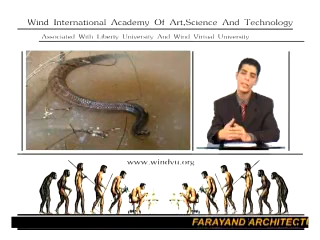 Wind International Academy Of Art,Science And Technology
Associated With Liberty University And Wind Virtual University
www.windvu.org
FARAYAND ARCHITECT